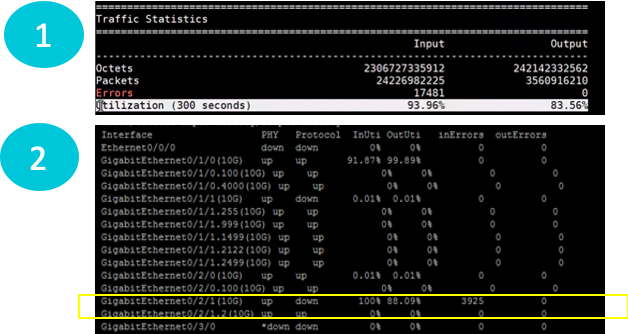 1
Traffic Statistics
Input Output
Octets 2306727335912 242142332562
Packets 24226982225 3560916210
Errors 17481 0
Utilization (300 seconds) 93.96% 83.56%
2
Interface PHY Protocol InUti OutUti inErrors outErrors
Ethernet0/0/0 down down 0% 0% 0 0
GigabitEthernet0/1/0(10G) up up 91.87% 99.89% 0 0
GigabitEthernet0/1/0.100(10G) up up 0% 0% 0 0
GigabitEthernet0/1/0.4000(10G) up up 0% 0% 0 0
GigabitEthernet0/1/1(10G) up down 0.01% 0.01% 0 0
GigabitEthernet0/1/1.255(10G) up up 0% 0% 0 0
GigabitEthernet0/1/1.999(10G) up up 0% 0% 0 0
GigabitEthernet0/1/1.1499(10G) up up 0% 0% 0 0
GigabitEthernet0/1/1.2122(10G) up up 0% 0% 0 0
GigabitEthernet0/1/1.2499(10G) up up 0% 0% 0 0
GigabitEthernet0/2/0(10G) up up 0.01% 0.01% 0 0
GigabitEthernet0/2/0.100(10G) up up 0% 0% 0 0
GigabitEthernet0/2/1(10G) up down 100% 88.09% 3925 0
GigabitEthernet0/2/1.2(10G) up up 0% 0% 0 0
GigabitEthernet0/3/0 *down down 0% 0% 0 0